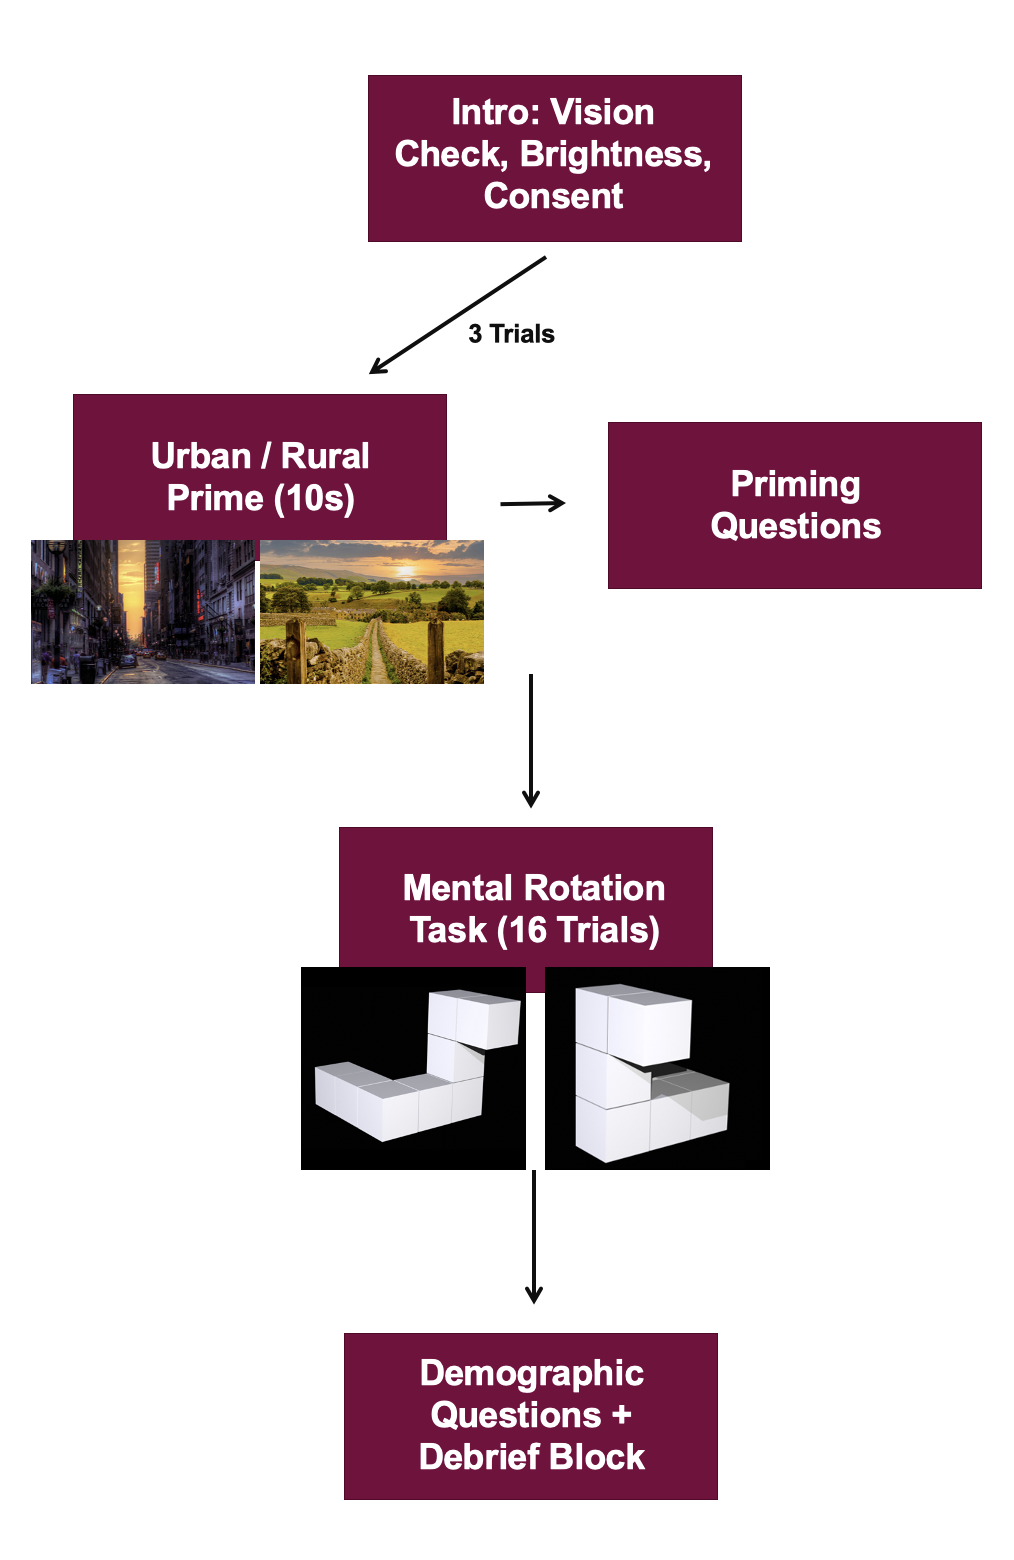 Intro: Vision
Check, Brightness,
Consent
3 Trials
Urban / Rural
Prime (10s)
Priming
Questions
Mental Rotation
Task (16 Trials)
Demographic
Questions +
Debrief Block